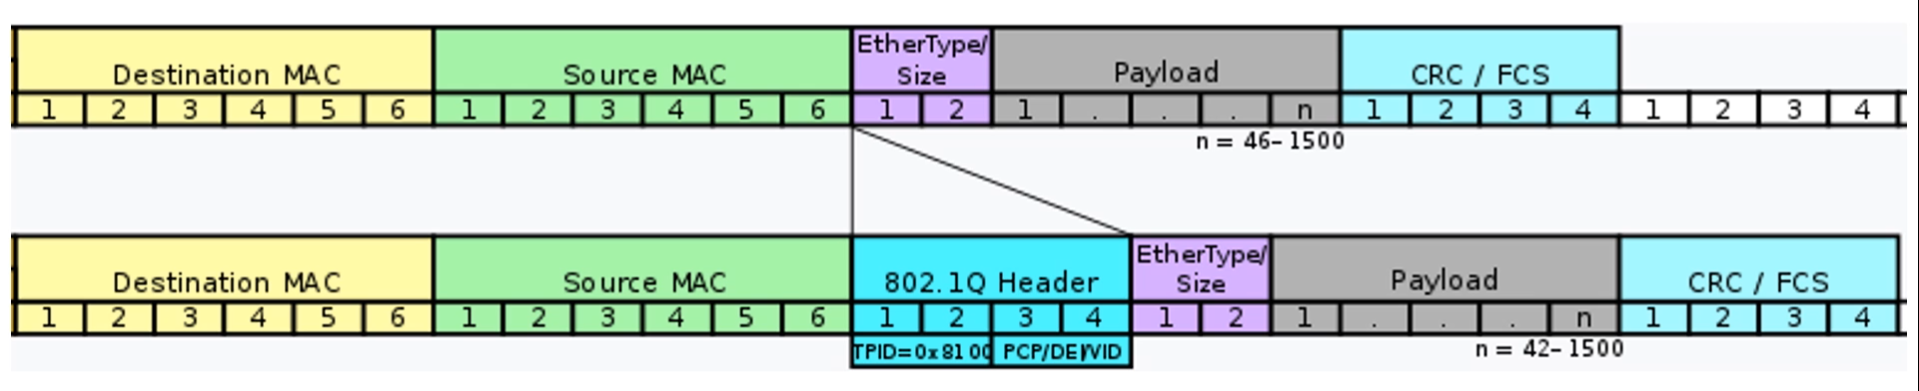 Destination MAC Source MAC EtherType/ Size Payload CRC / FCS
1 2 3 4 5 6 1 2 3 4 5 6 1 2 1 . . . n 1 2 3 4 1 2 3 4
n = 46-1500
Destination MAC Source MAC 802.1Q Header EtherType/ Size Payload CRC / FCS
1 2 3 4 5 6 1 2 3 4 5 6 1 2 3 4 1 2 1 . . . n 1 2 3 4
TPID=0x8100 PCP/DEI/VID n = 42-1500